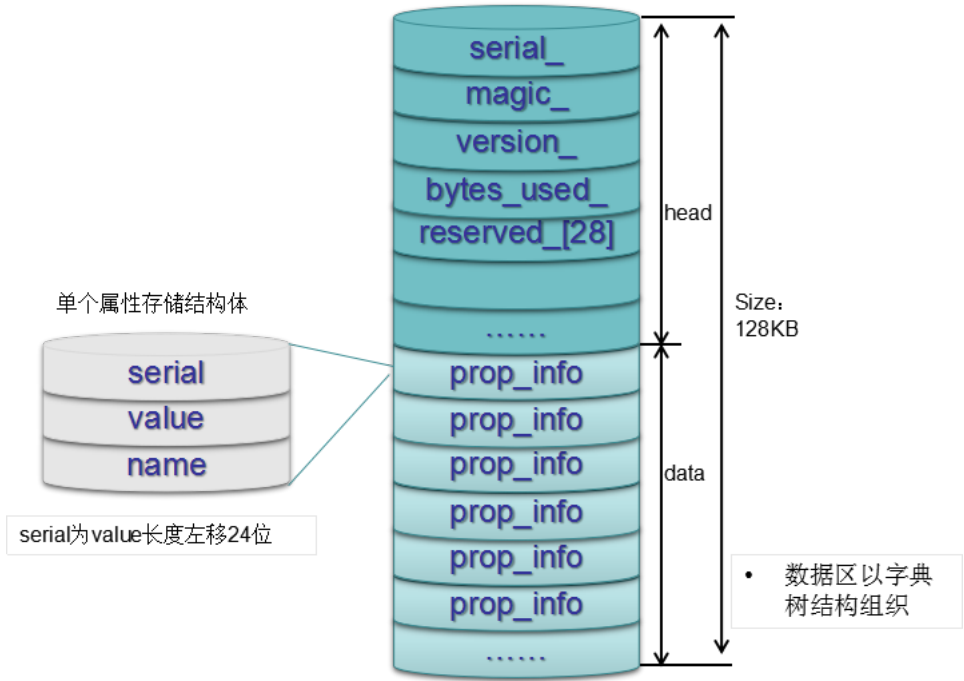 serial_
magic_
version_
bytes_used_
reserved_[28]
......
head
Size：
128KB
单个属性存储结构体
serial
value
name
serial为value长度左移24位
prop_info
prop_info
prop_info
prop_info
prop_info
prop_info
......
data
• 数据区以字典
树结构组织